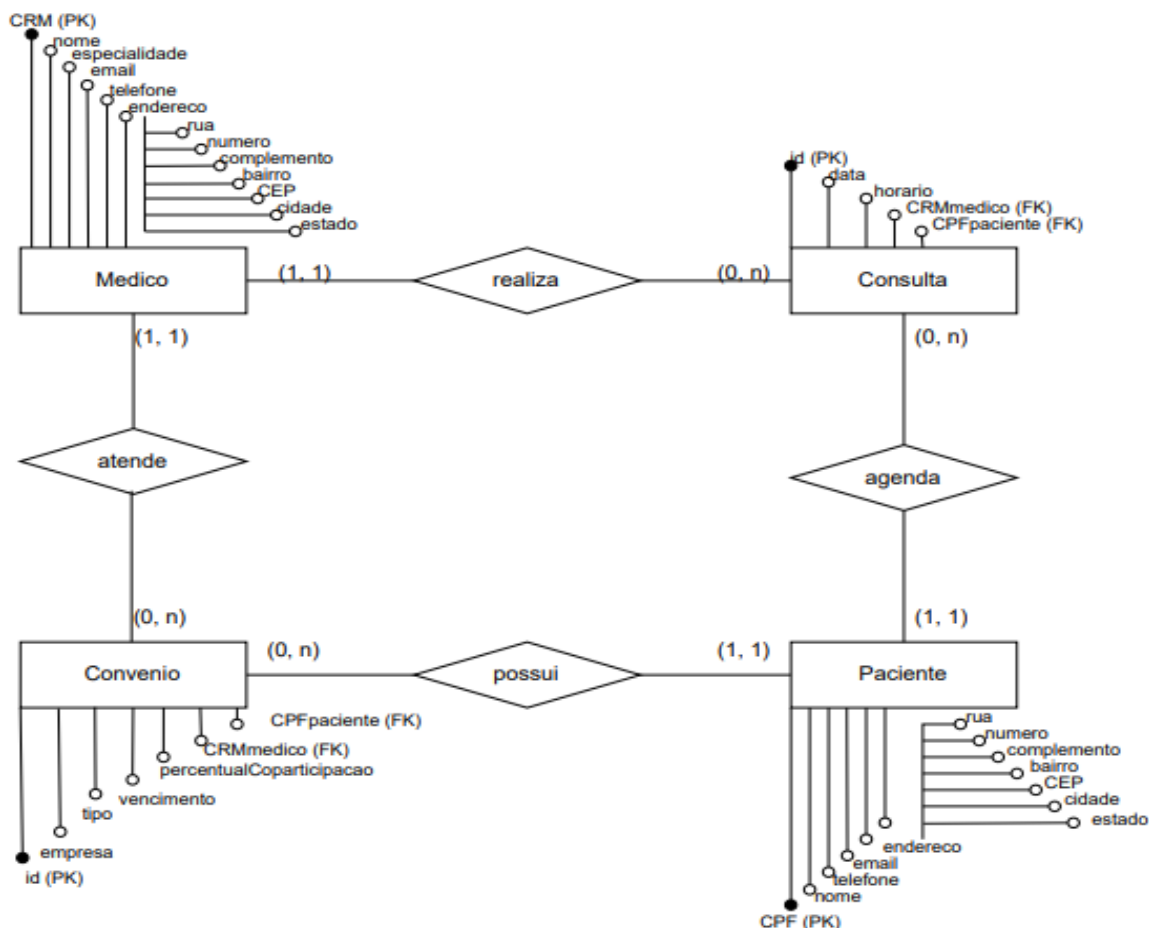 CRM (PK)
nome
especialidade
email
telefone
endereco
rua
numero
complemento
bairro
CEP
cidade
estado
id (PK)
data
horario
CRMmedico (FK)
CPFpaciente (FK)
Medico
(1, 1)
realiza
(0, n)
Consulta
(1, 1)
(0, n)
atende
agenda
(0, n)
(1, 1)
Convenio
(0, n)
possui
(1, 1)
Paciente
CPFpaciente (FK)
CRMmedico (FK)
percentualCoparticipacao
vencimento
tipo
empresa
id (PK)
rua
numero
complemento
bairro
CEP
cidade
estado
endereco
email
telefone
nome
CPF (PK)